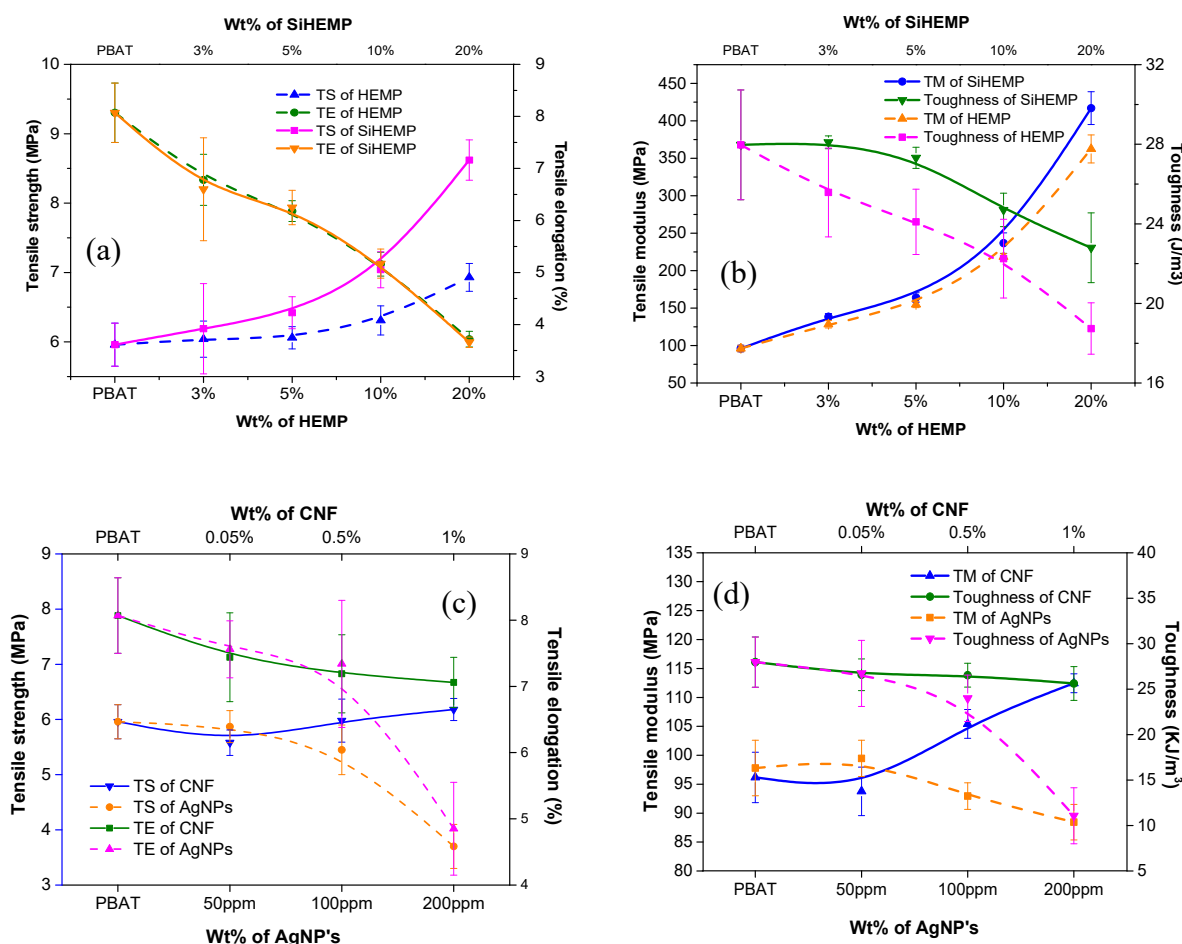 Wt% of SiHEMP
PBAT 3% 5% 10% 20%
10
9
8
7
6
Tensile strength (MPa)
9
8
7
6
5
4
3
Tensile elongation (%)
TS of HEMP
TE of HEMP
TS of SiHEMP
TE of SiHEMP
(a)
PBAT 3% 5% 10% 20%
Wt% of HEMP
Wt% of SiHEMP
PBAT 3% 5% 10% 20%
450
400
350
300
250
200
150
100
50
Tensile modulus (MPa)
32
28
24
20
16
Toughness (J/m3)
TM of SiHEMP
Toughness of SiHEMP
TM of HEMP
Toughness of HEMP
(b)
PBAT 3% 5% 10% 20%
Wt% of HEMP
Wt% of CNF
PBAT 0.05% 0.5% 1%
9
8
7
6
5
4
3
Tensile strength (MPa)
9
8
7
6
5
4
Tensile elongation (%)
(c)
TS of CNF
TS of AgNPs
TE of CNF
TE of AgNPs
PBAT 50ppm 100ppm 200ppm
Wt% of AgNP's
Wt% of CNF
PBAT 0.05% 0.5% 1%
135
130
125
120
115
110
105
100
95
90
85
80
Tensile modulus (MPa)
40
35
30
25
20
15
10
5
Toughness (KJ/m³)
TM of CNF
Toughness of CNF
TM of AgNPs
Toughness of AgNPs
(d)
PBAT 50ppm 100ppm 200ppm
Wt% of AgNP's